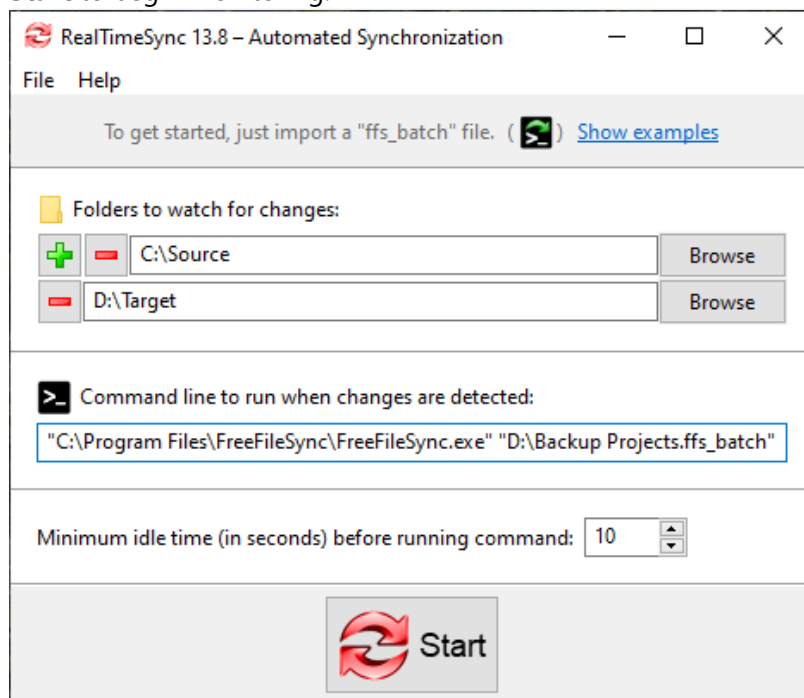 RealTimeSync 13.8 – Automated Synchronization
File Help
To get started, just import a "ffs_batch" file. ( ) Show examples
Folders to watch for changes:
C:\Source Browse
D:\Target Browse
>_ Command line to run when changes are detected:
"C:\Program Files\FreeFileSync\FreeFileSync.exe" "D:\Backup Projects.ffs_batch"
Minimum idle time (in seconds) before running command: 10
Start